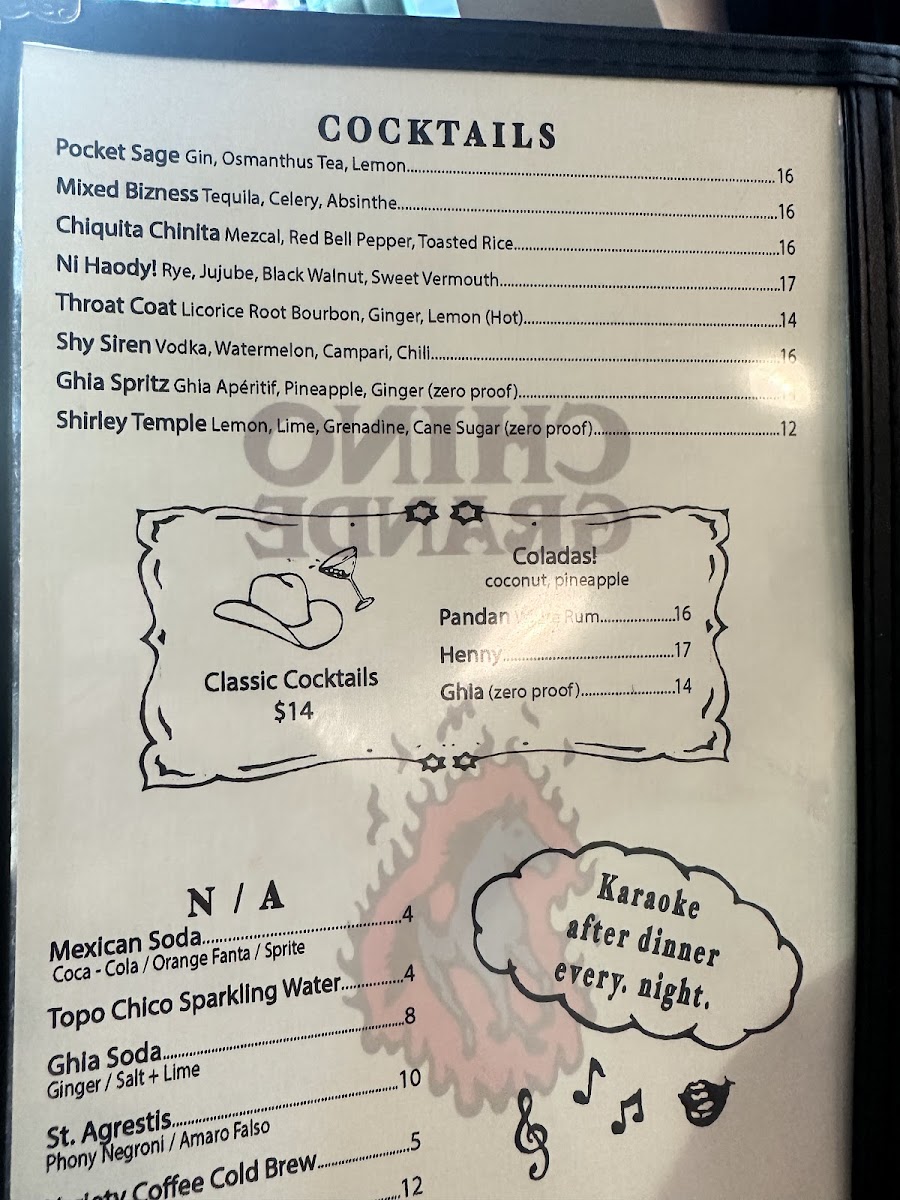 COCKTAILS
Pocket Sage Gin, Osmanthus Tea, Lemon 16
Mixed Bizness Tequila, Celery, Absinthe 16
Chiquita Chinita Mezcal, Red Bell Pepper, Toasted Rice 16
Ni Haody! Rye, Jujube, Black Walnut, Sweet Vermouth 17
Throat Coat Licorice Root Bourbon, Ginger, Lemon (Hot) 14
Shy Siren Vodka, Watermelon, Campari, Chili 16
Ghia Spritz Ghia Apéritif, Pineapple, Ginger (zero proof)
Shirley Temple Lemon, Lime, Grenadine, Cane Sugar (zero proof) 12
CHINO
GRANDE
Classic Cocktails
$14
Coladas!
coconut, pineapple
Pandan Rum 16
Henny 17
Ghia (zero proof) 14
N / A
Mexican Soda 4
Coca - Cola / Orange Fanta / Sprite
Topo Chico Sparkling Water 4
Ghia Soda 8
Ginger / Salt + Lime
St. Agrestis 10
Phony Negroni / Amaro Falso
Coffee Cold Brew 5
12
Karaoke
after dinner
every. night.